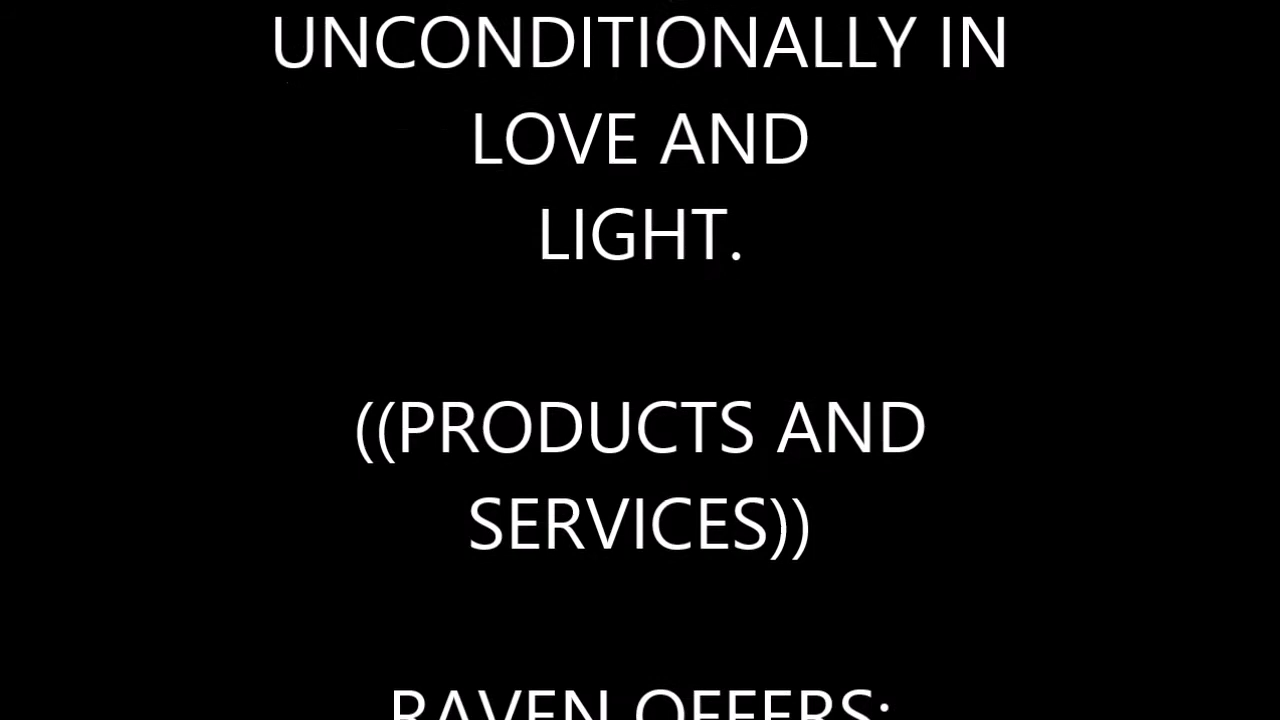 UNCONDITIONALLY IN
LOVE AND
LIGHT.
((PRODUCTS AND
SERVICES))
RAVEN OFFERS: